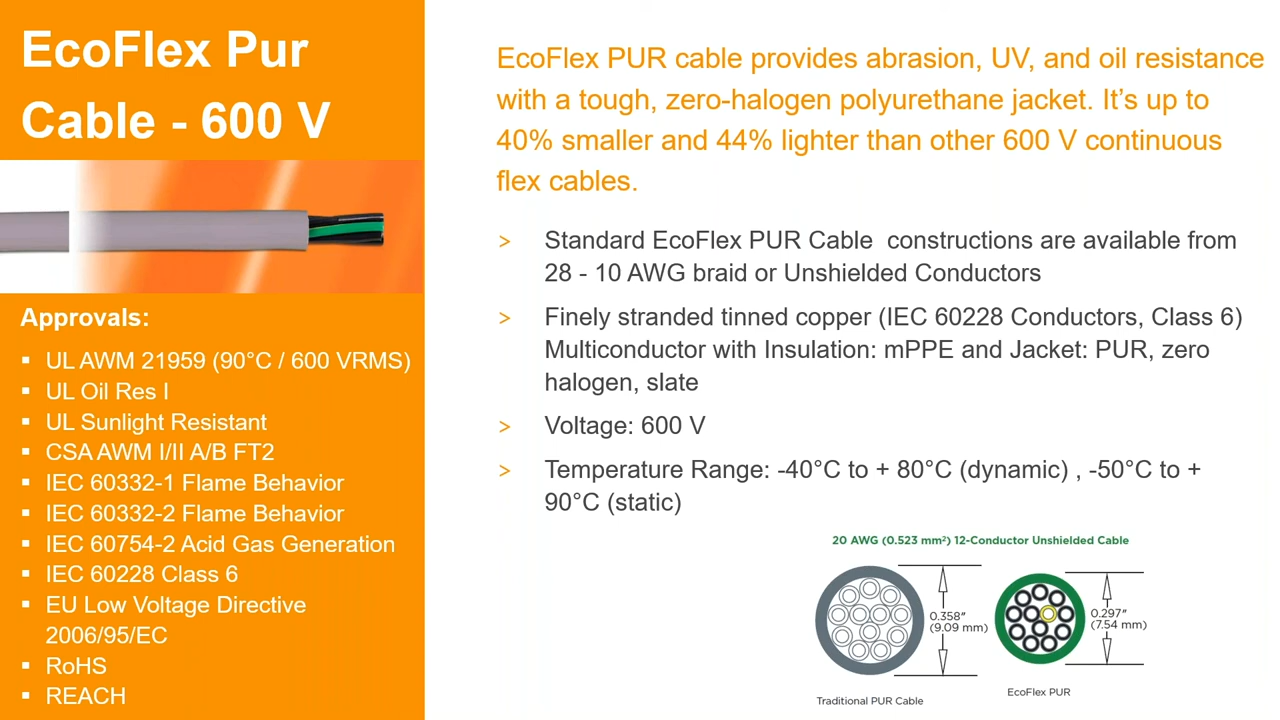 EcoFlex Pur
Cable - 600 V
Approvals:
▪ UL AWM 21959 (90°C / 600 VRMS)
▪ UL Oil Res I
▪ UL Sunlight Resistant
▪ CSA AWM I/II A/B FT2
▪ IEC 60332-1 Flame Behavior
▪ IEC 60332-2 Flame Behavior
▪ IEC 60754-2 Acid Gas Generation
▪ IEC 60228 Class 6
▪ EU Low Voltage Directive
2006/95/EC
▪ RoHS
▪ REACH
EcoFlex PUR cable provides abrasion, UV, and oil resistance
with a tough, zero-halogen polyurethane jacket. It’s up to
40% smaller and 44% lighter than other 600 V continuous
flex cables.
> Standard EcoFlex PUR Cable constructions are available from
28 - 10 AWG braid or Unshielded Conductors
> Finely stranded tinned copper (IEC 60228 Conductors, Class 6)
Multiconductor with Insulation: mPPE and Jacket: PUR, zero
halogen, slate
> Voltage: 600 V
> Temperature Range: -40°C to + 80°C (dynamic) , -50°C to +
90°C (static)
20 AWG (0.523 mm²) 12-Conductor Unshielded Cable
0.358"
(9.09 mm)
Traditional PUR Cable
0.297"
(7.54 mm)
EcoFlex PUR